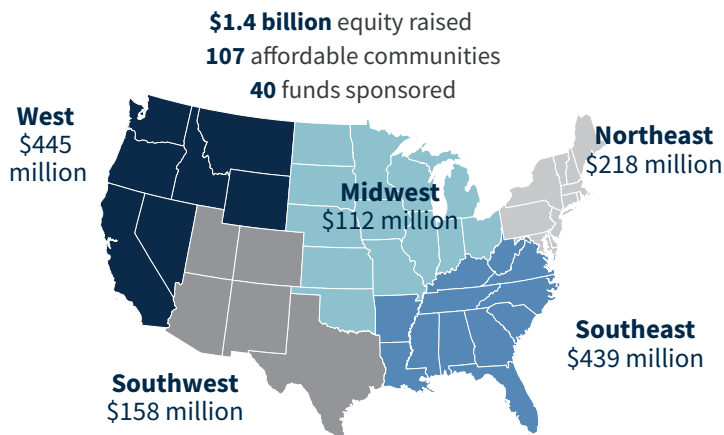 $1.4 billion equity raised
107 affordable communities
40 funds sponsored
West
$445
million
Northeast
$218 million
Midwest
$112 million
Southeast
$439 million
Southwest
$158 million